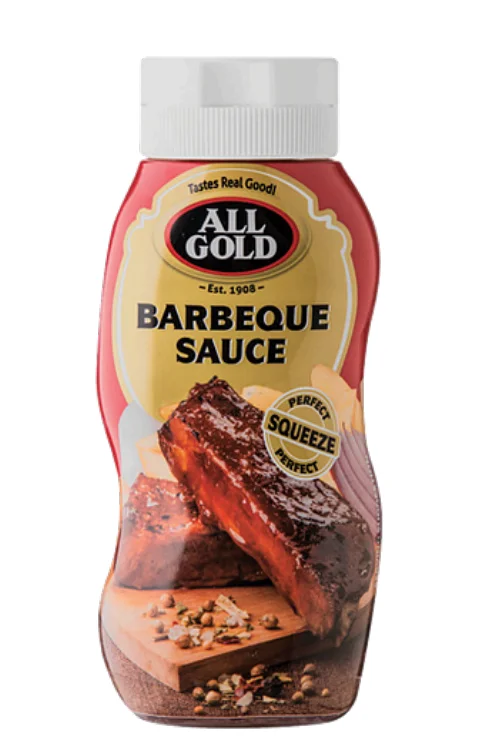 Tastes Real Good!
ALL
GOLD
~ Est. 1908 ~
BARBEQUE
SAUCE
PERFECT
SQUEEZE
PERFECT